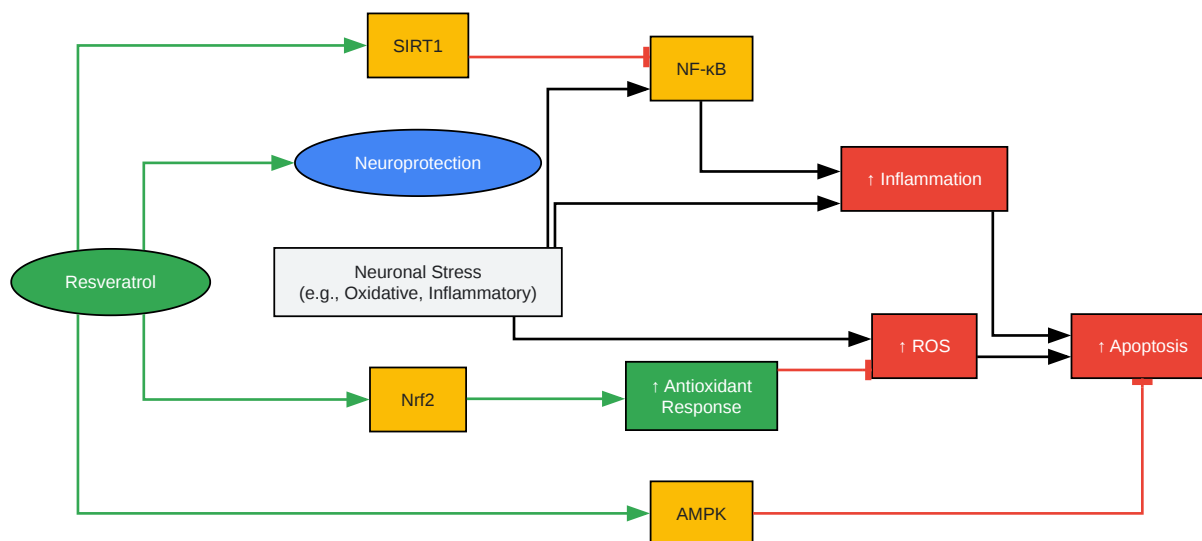 SIRT1
NF-κB
Neuroprotection
↑ Inflammation
Neuronal Stress
(e.g., Oxidative, Inflammatory)
Resveratrol
↑ ROS
↑ Apoptosis
↑ Antioxidant
Response
Nrf2
AMPK